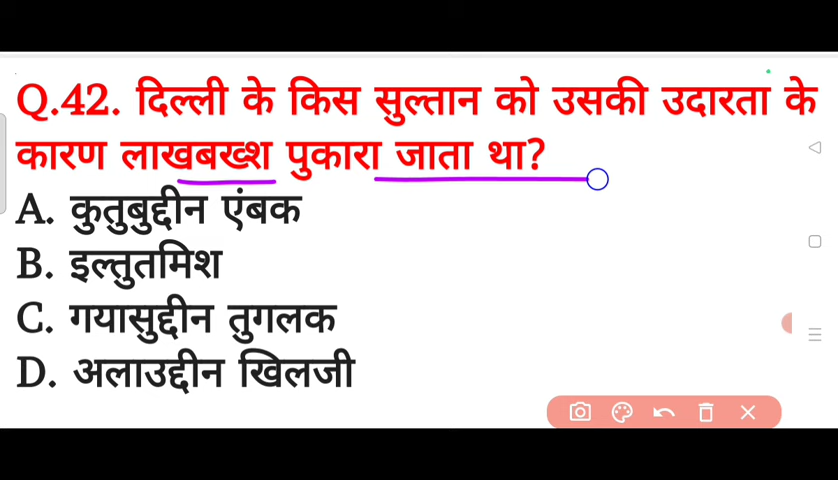 Q.42. दिल्ली के किस सुल्तान को उसकी उदारता के
कारण लाखबख्श पुकारा जाता था?
A. कुतुबुद्दीन एंबक
B. इल्तुतमिश
C. गयासुद्दीन तुगलक
D. अलाउद्दीन खिलजी